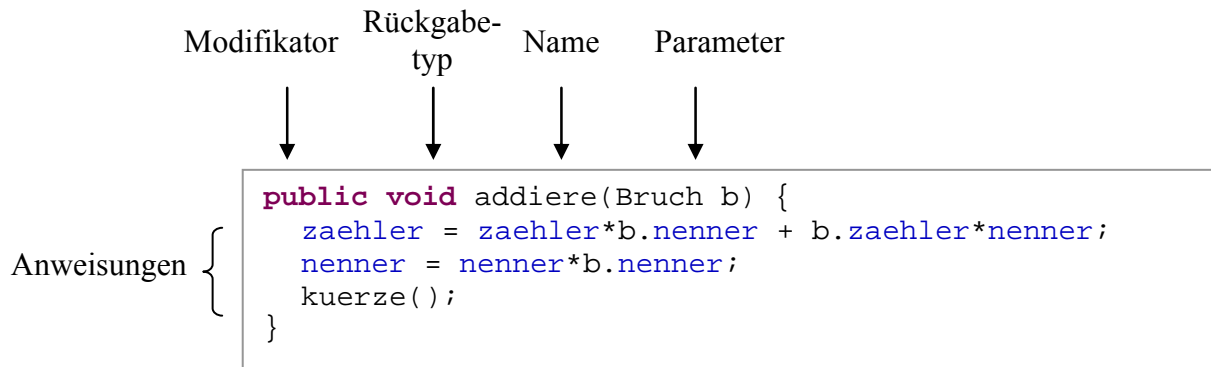 Modifikator Rückgabe-
typ Name Parameter
public void addiere(Bruch b) {
zaehler = zaehler*b.nenner + b.zaehler*nenner;
Anweisungen
nenner = nenner*b.nenner;
kuerze();
}